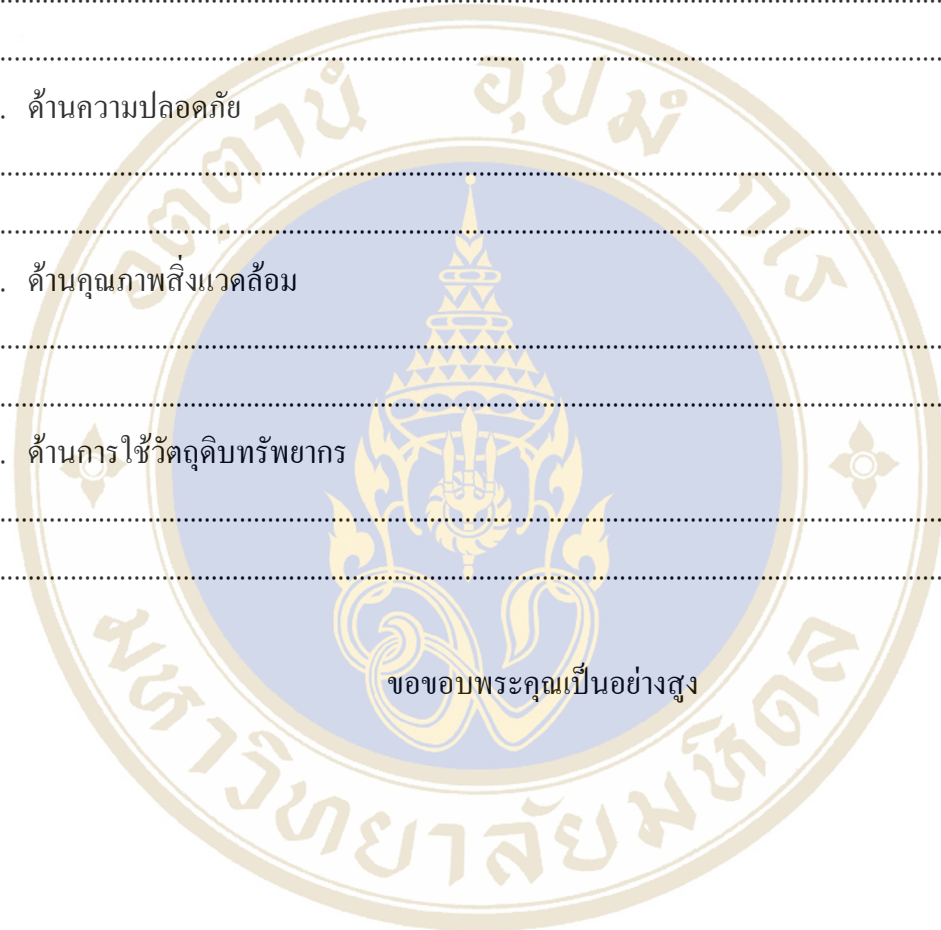 ................................................................................
................................................................................
. ด้านความปลอดภัย
................................................................................
................................................................................
. ด้านคุณภาพสิ่งแวดล้อม
................................................................................
................................................................................
. ด้านการใช้วัตถุดิบทรัพยากร
................................................................................
................................................................................
ขอขอบพระคุณเป็นอย่างสูง
อตฺตานํ อุปมํ กเร
มหาวิทยาลัยมหิดล